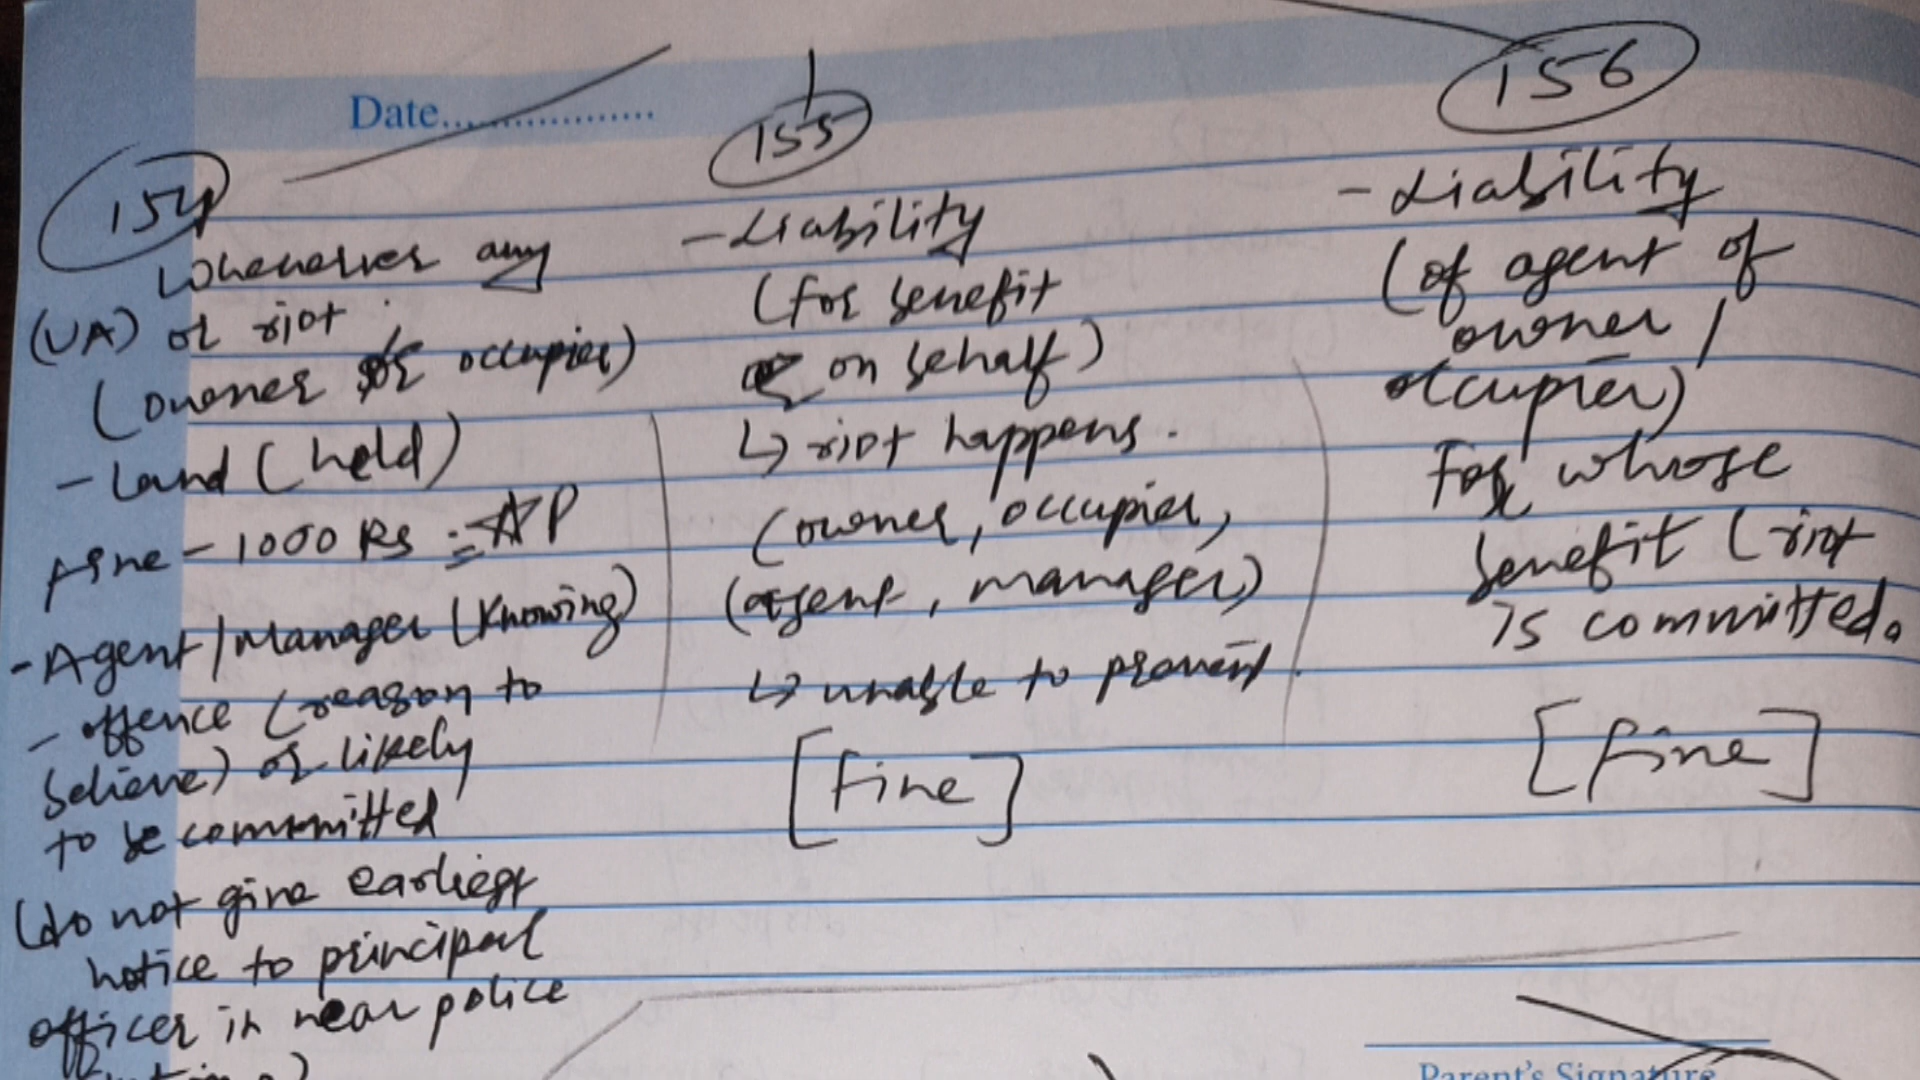 Date..................
154
Whenever any
(UA) or riot
(owner or occupier)
- Land (held)
Fine - 1000 Rs
- Agent/Manager (Knowing)
- offence (reason to
believe) or likely
to be committed
(do not give earliest
notice to principal
officer in near police
155
- Liability
(for benefit
on behalf)
↳ riot happens.
(owner, occupier,
(agent, manager)
↳ unable to prevent.
[Fine]
156
- Liability
(of agent of
owner /
occupier)
For whose
benefit (riot
is committed.
[Fine]
Parent's Signature